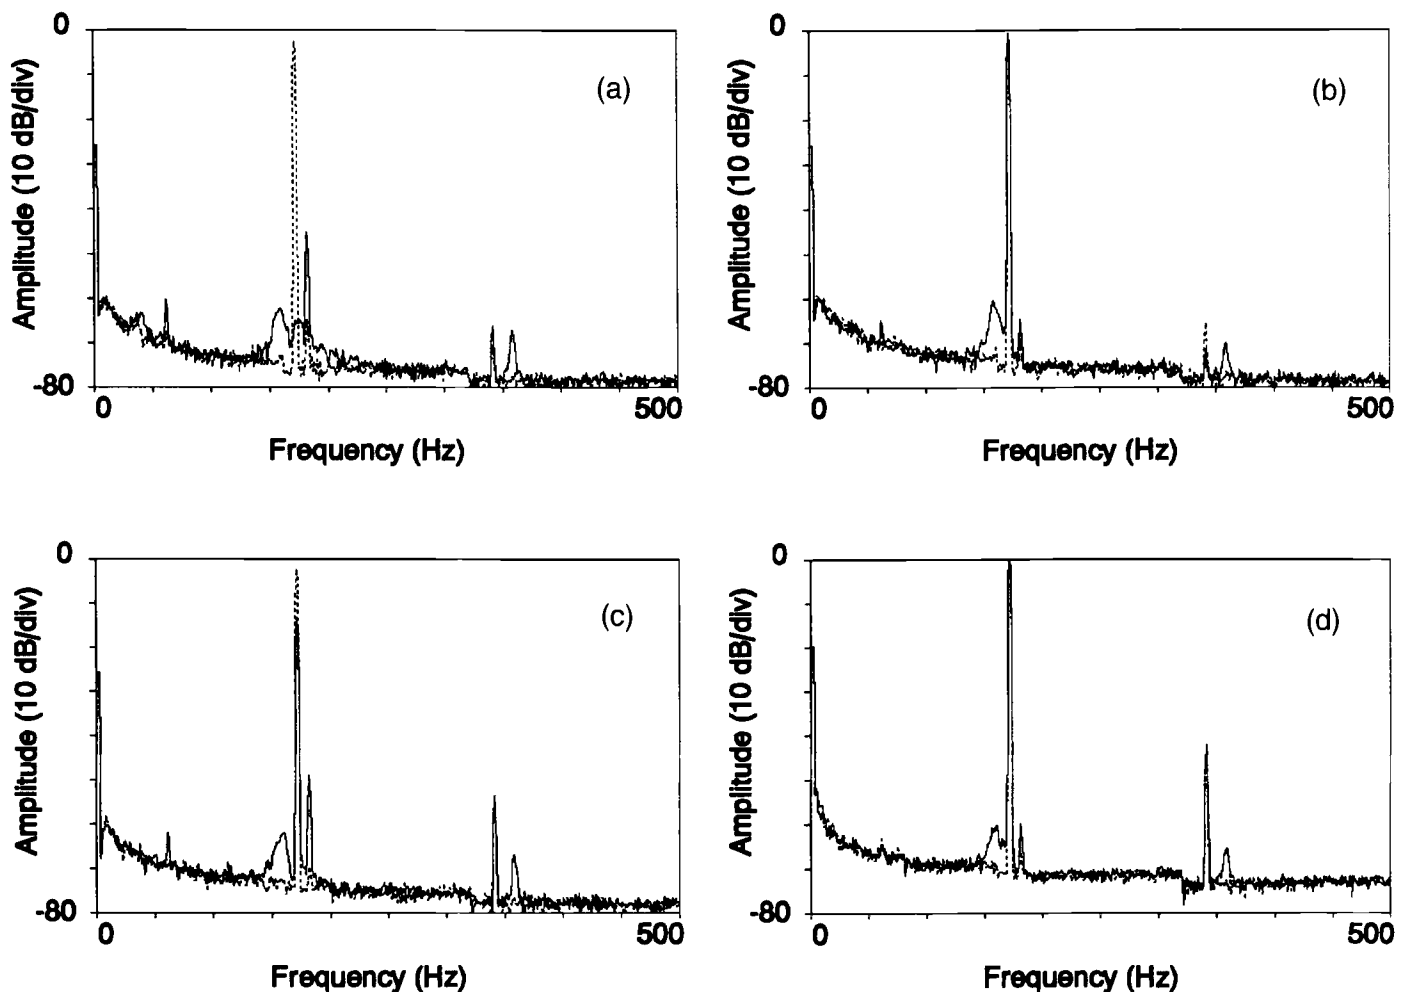 0
Amplitude (10 dB/div)
(a)
-80
0
500
Frequency (Hz)
0
Amplitude (10 dB/div)
(b)
-80
0
500
Frequency (Hz)
0
Amplitude (10 dB/div)
(c)
-80
0
500
Frequency (Hz)
0
Amplitude (10 dB/div)
(d)
-80
0
500
Frequency (Hz)